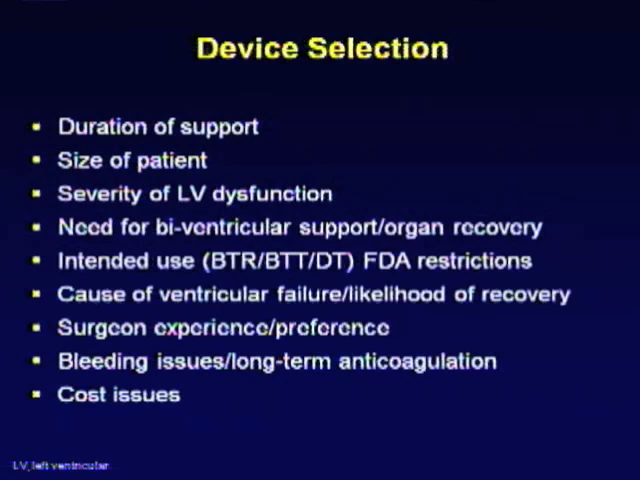 Device Selection
▪ Duration of support
▪ Size of patient
▪ Severity of LV dysfunction
▪ Need for bi-ventricular support/organ recovery
▪ Intended use (BTR/BTT/DT) FDA restrictions
▪ Cause of ventricular failure/likelihood of recovery
▪ Surgeon experience/preference
▪ Bleeding issues/long-term anticoagulation
▪ Cost issues
LV, left ventricular